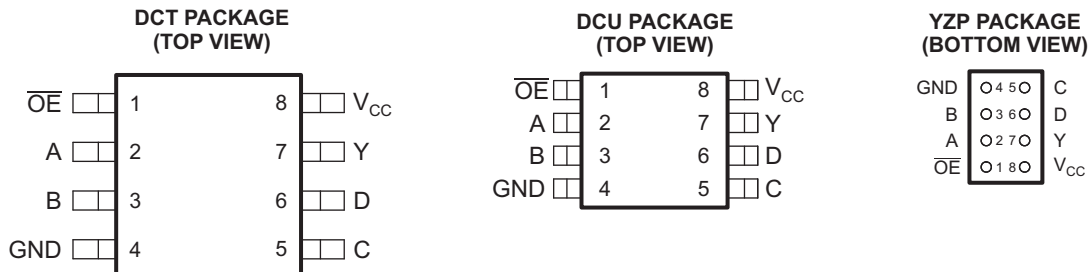 DCT PACKAGE
(TOP VIEW)
OE 1 8 VCC
A 2 7 Y
B 3 6 D
GND 4 5 C
DCU PACKAGE
(TOP VIEW)
OE 1 8 VCC
A 2 7 Y
B 3 6 D
GND 4 5 C
YZP PACKAGE
(BOTTOM VIEW)
GND 4 5 C
B 3 6 D
A 2 7 Y
OE 1 8 VCC